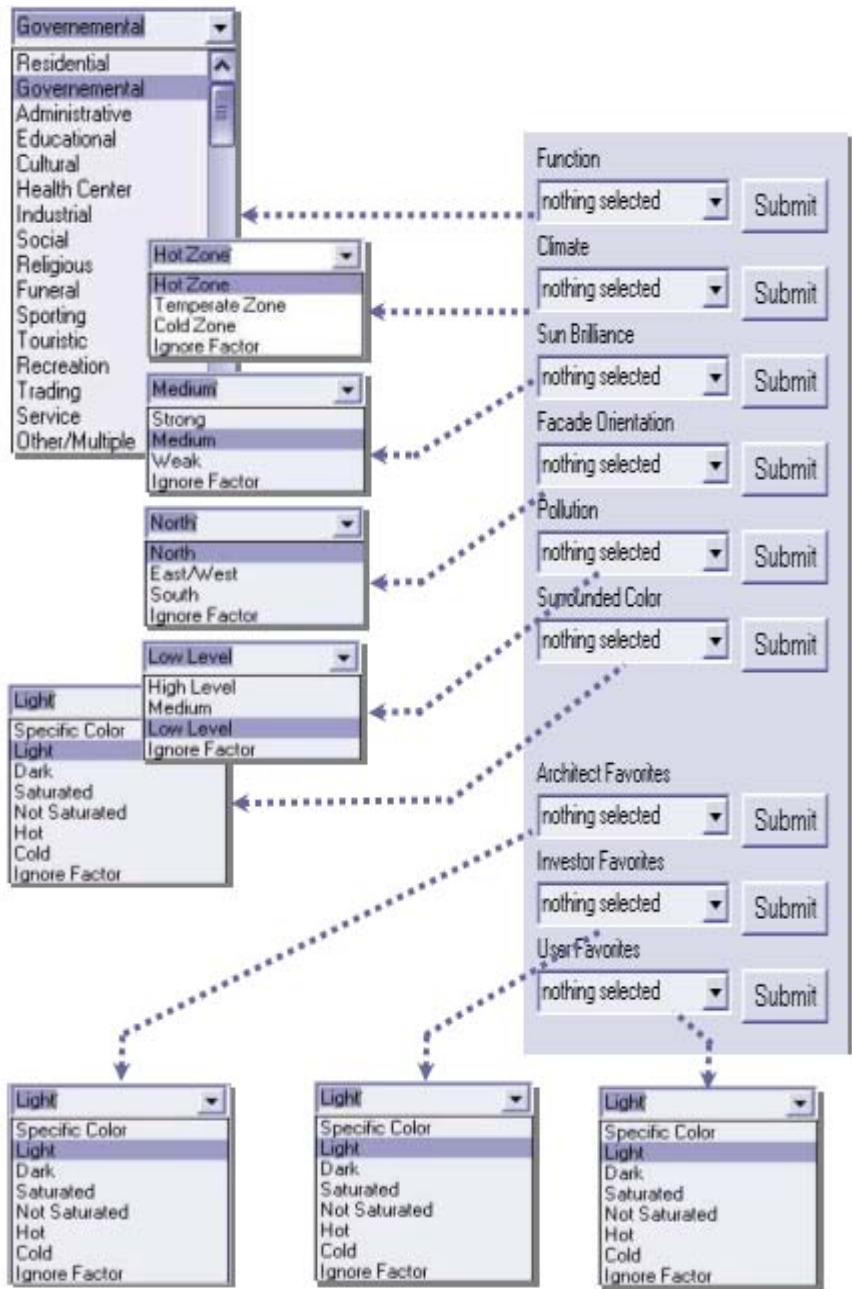 Governemental
Residential
Governemental
Administrative
Educational
Cultural
Health Center
Industrial
Social
Religious
Funeral
Sporting
Touristic
Recreation
Trading
Service
Other/Multiple
Hot Zone
Hot Zone
Temperate Zone
Cold Zone
Ignore Factor
Medium
Strong
Medium
Weak
Ignore Factor
North
North
East/West
South
Ignore Factor
Low Level
High Level
Medium
Low Level
Ignore Factor
Light
Specific Color
Light
Dark
Saturated
Not Saturated
Hot
Cold
Ignore Factor
Function
nothing selected Submit
Climate
nothing selected Submit
Sun Brilliance
nothing selected Submit
Facade Orientation
nothing selected Submit
Pollution
nothing selected Submit
Surrounded Color
nothing selected Submit
Architect Favorites
nothing selected Submit
Investor Favorites
nothing selected Submit
User Favorites
nothing selected Submit
Light
Specific Color
Light
Dark
Saturated
Not Saturated
Hot
Cold
Ignore Factor
Light
Specific Color
Light
Dark
Saturated
Not Saturated
Hot
Cold
Ignore Factor
Light
Specific Color
Light
Dark
Saturated
Not Saturated
Hot
Cold
Ignore Factor